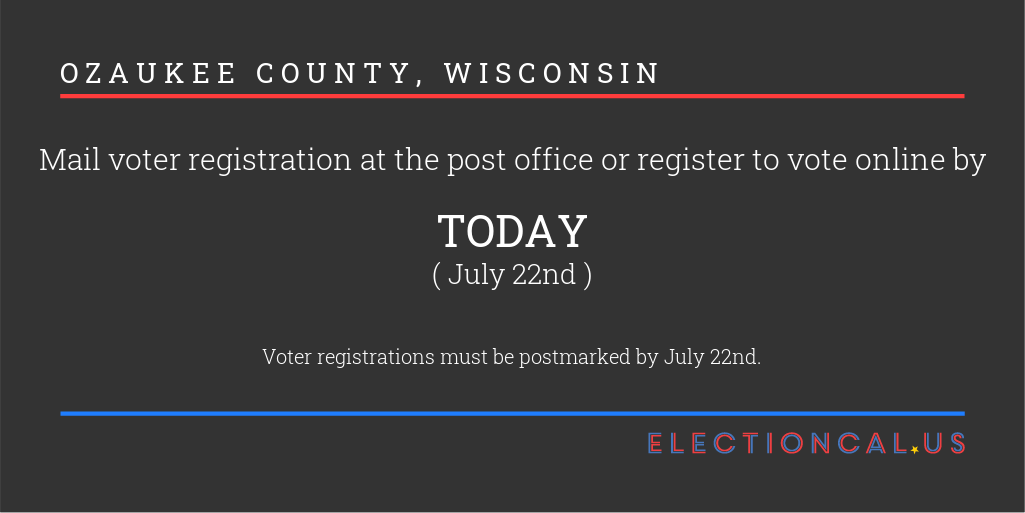 OZAUKEE COUNTY, WISCONSIN
Mail voter registration at the post office or register to vote online by
TODAY
( July 22nd )
Voter registrations must be postmarked by July 22nd.
ELECTIONCAL.US